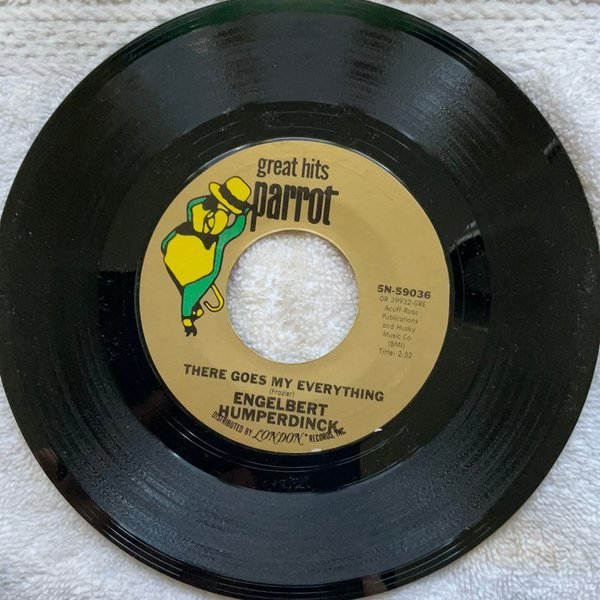 great hits
parrot
SN-59036
DR 39932-GRE
Acuff-Rose
Publications
and Husky
Music Co.
(BMI)
Time: 2:52
THERE GOES MY EVERYTHING
(Frazier)
ENGELBERT
HUMPERDINCK
DISTRIBUTED BY LONDON RECORDS, INC.